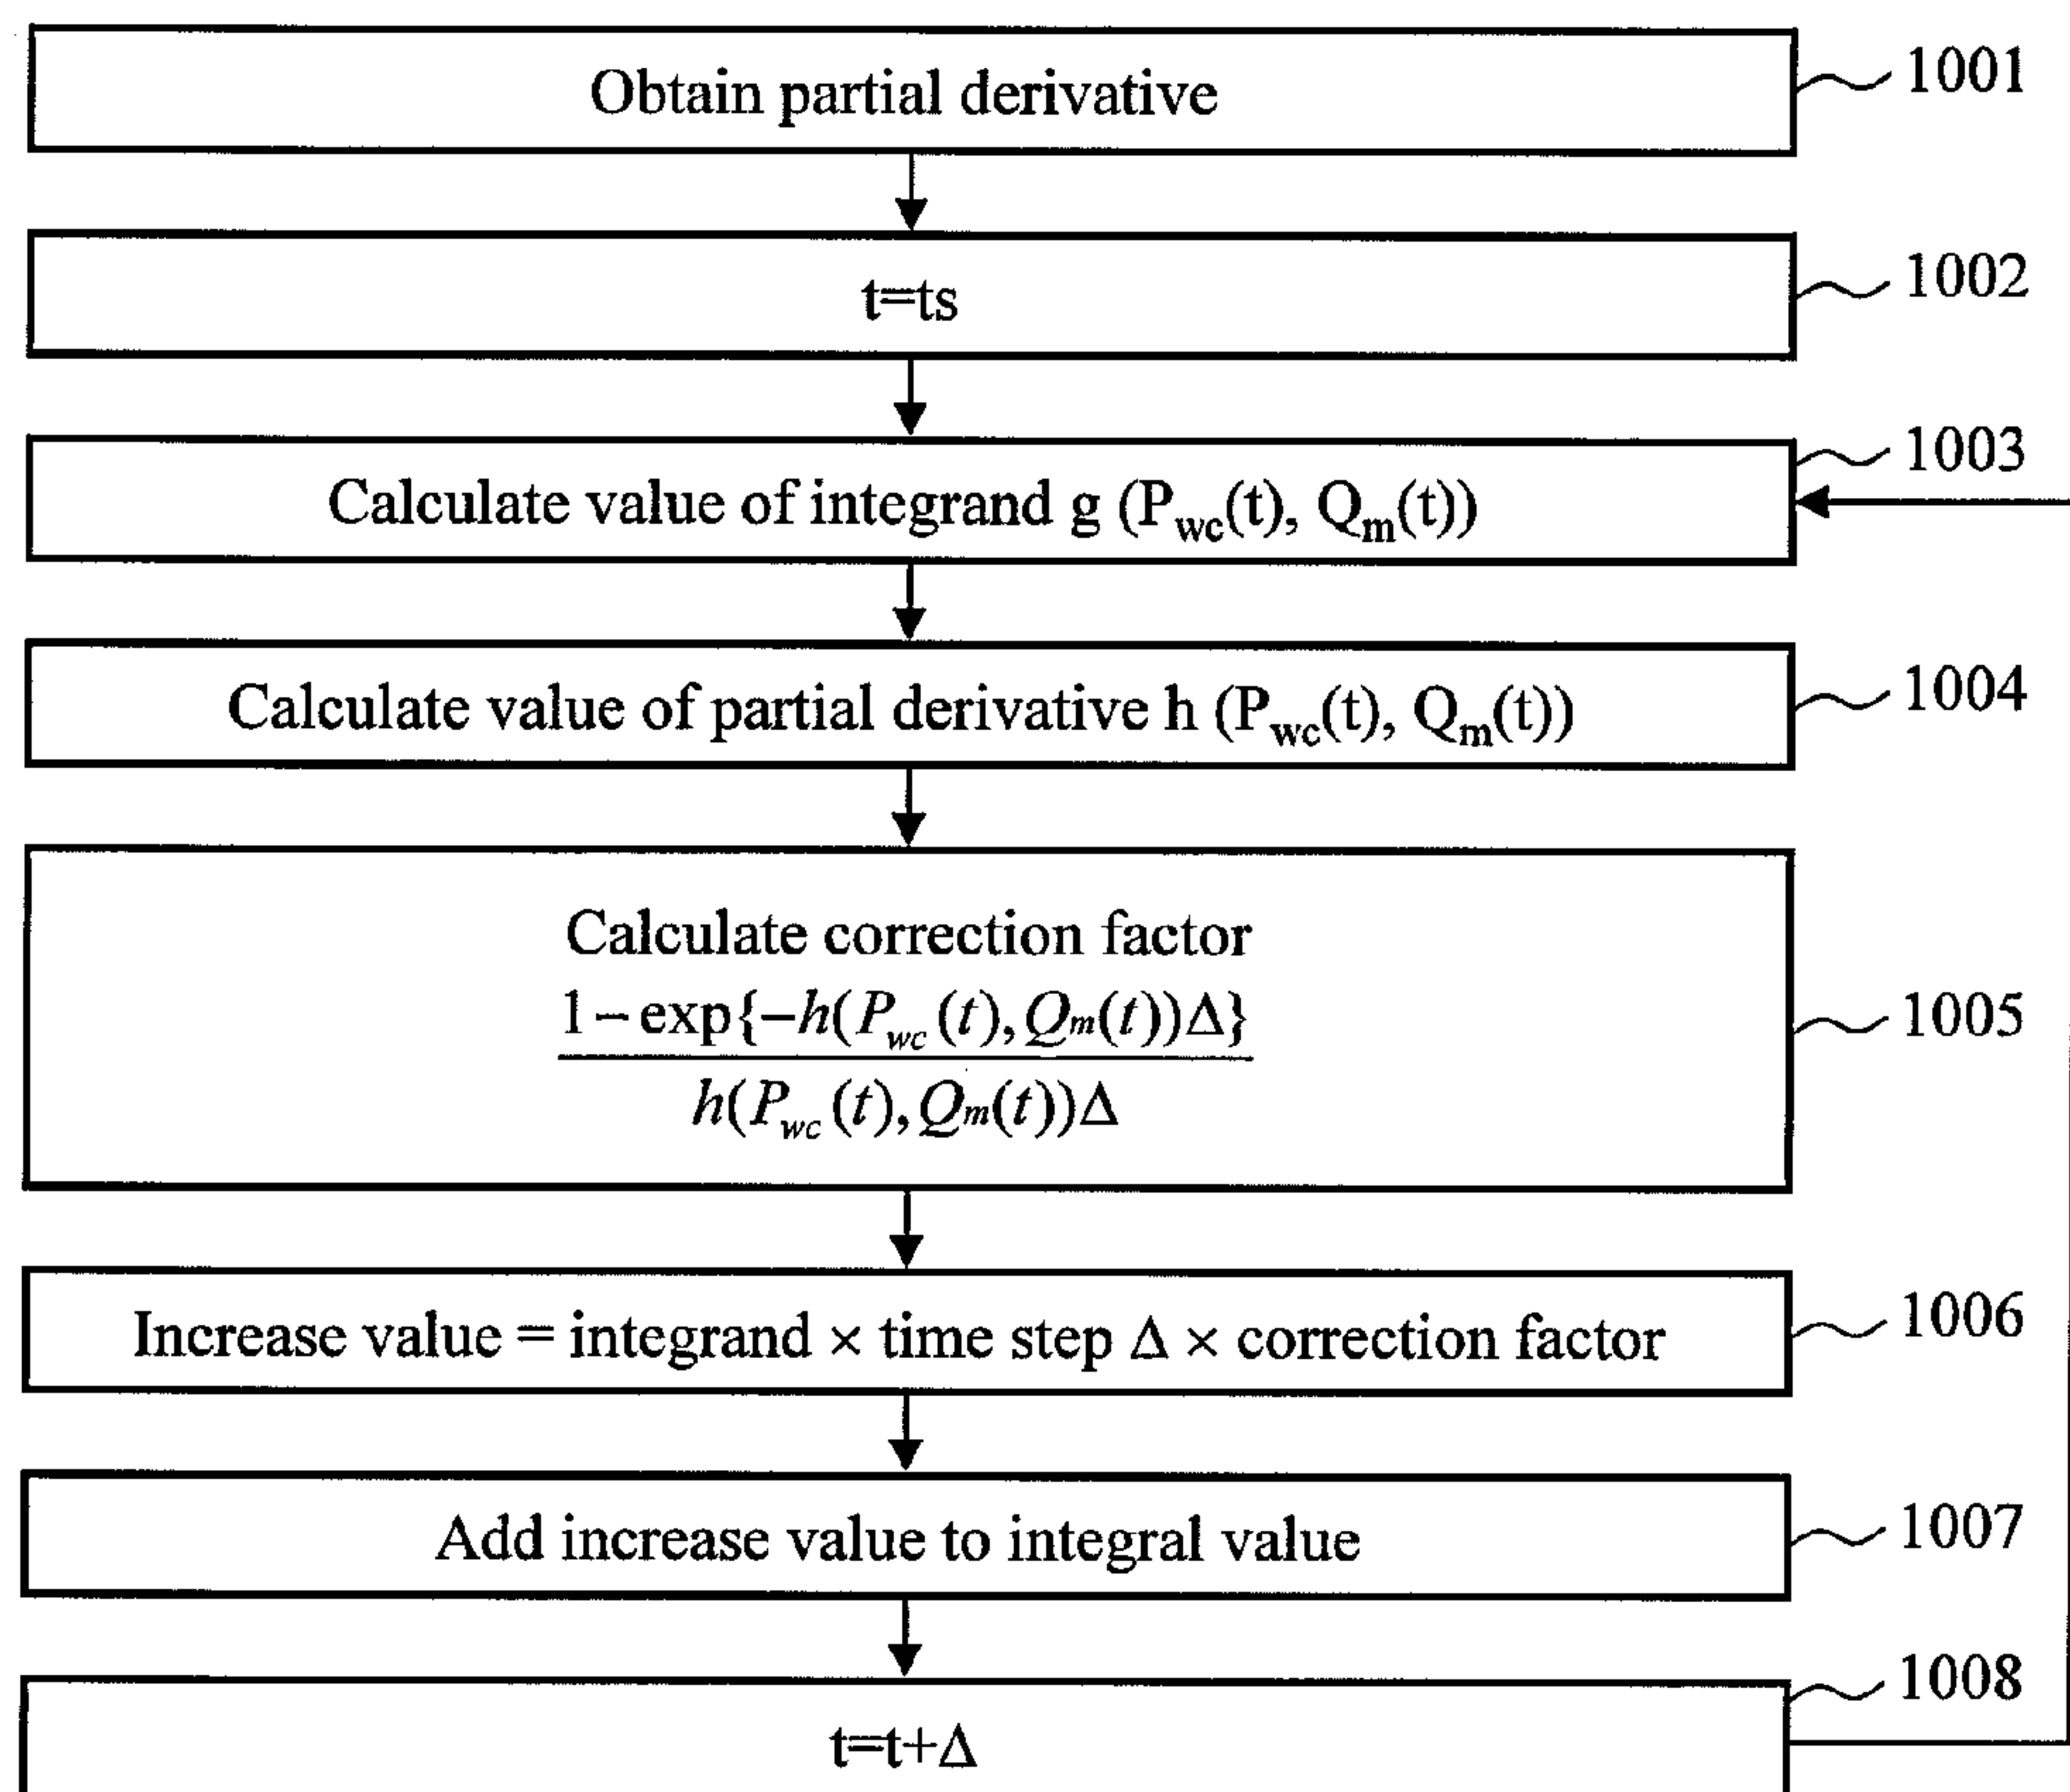 Obtain partial derivative
1001
t=ts
1002
Calculate value of integrand g (Pwc(t), Qm(t))
1003
Calculate value of partial derivative h (Pwc(t), Qm(t))
1004
Calculate correction factor
1−exp{−h(Pwc(t),Qm(t))Δ}
h(Pwc(t),Qm(t))Δ
1005
Increase value = integrand × time step Δ × correction factor
1006
Add increase value to integral value
1007
t=t+Δ
1008